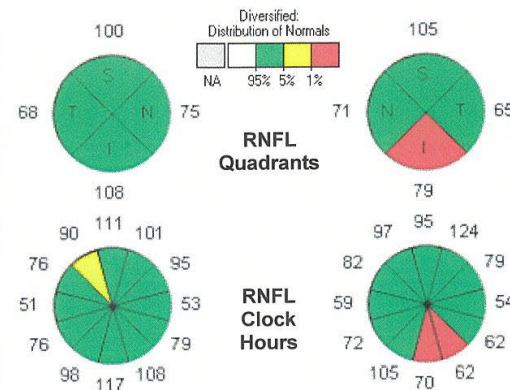 Diversified:
Distribution of Normals
NA 95% 5% 1%
100
S
68 T N 75
I
108
RNFL
Quadrants
105
S
71 N T 65
I
79
111
90 101
76 95
51 53
76 79
98 108
117
RNFL
Clock
Hours
95
97 124
82 79
59 54
72 62
105 62
70